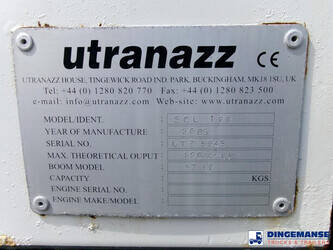 utranazz CE
UTRANAZZ HOUSE, TINGEWICK ROAD IND. PARK, BUCKINGHAM, MK18 1SU, UK
Tel: +44 (0) 1280 820 770 Fax: +44 (0) 1280 823 500
e-mail: info@utranazz.com Web-site: www.utranazz.com
MODEL/IDENT.
YEAR OF MANUFACTURE
SERIAL NO.
MAX. THEORETICAL OUPUT
BOOM MODEL
CAPACITY KGS
ENGINE SERIAL NO.
ENGINE MAKE/MODEL
DINGEMANSE
TRUCKS & TRAILERS